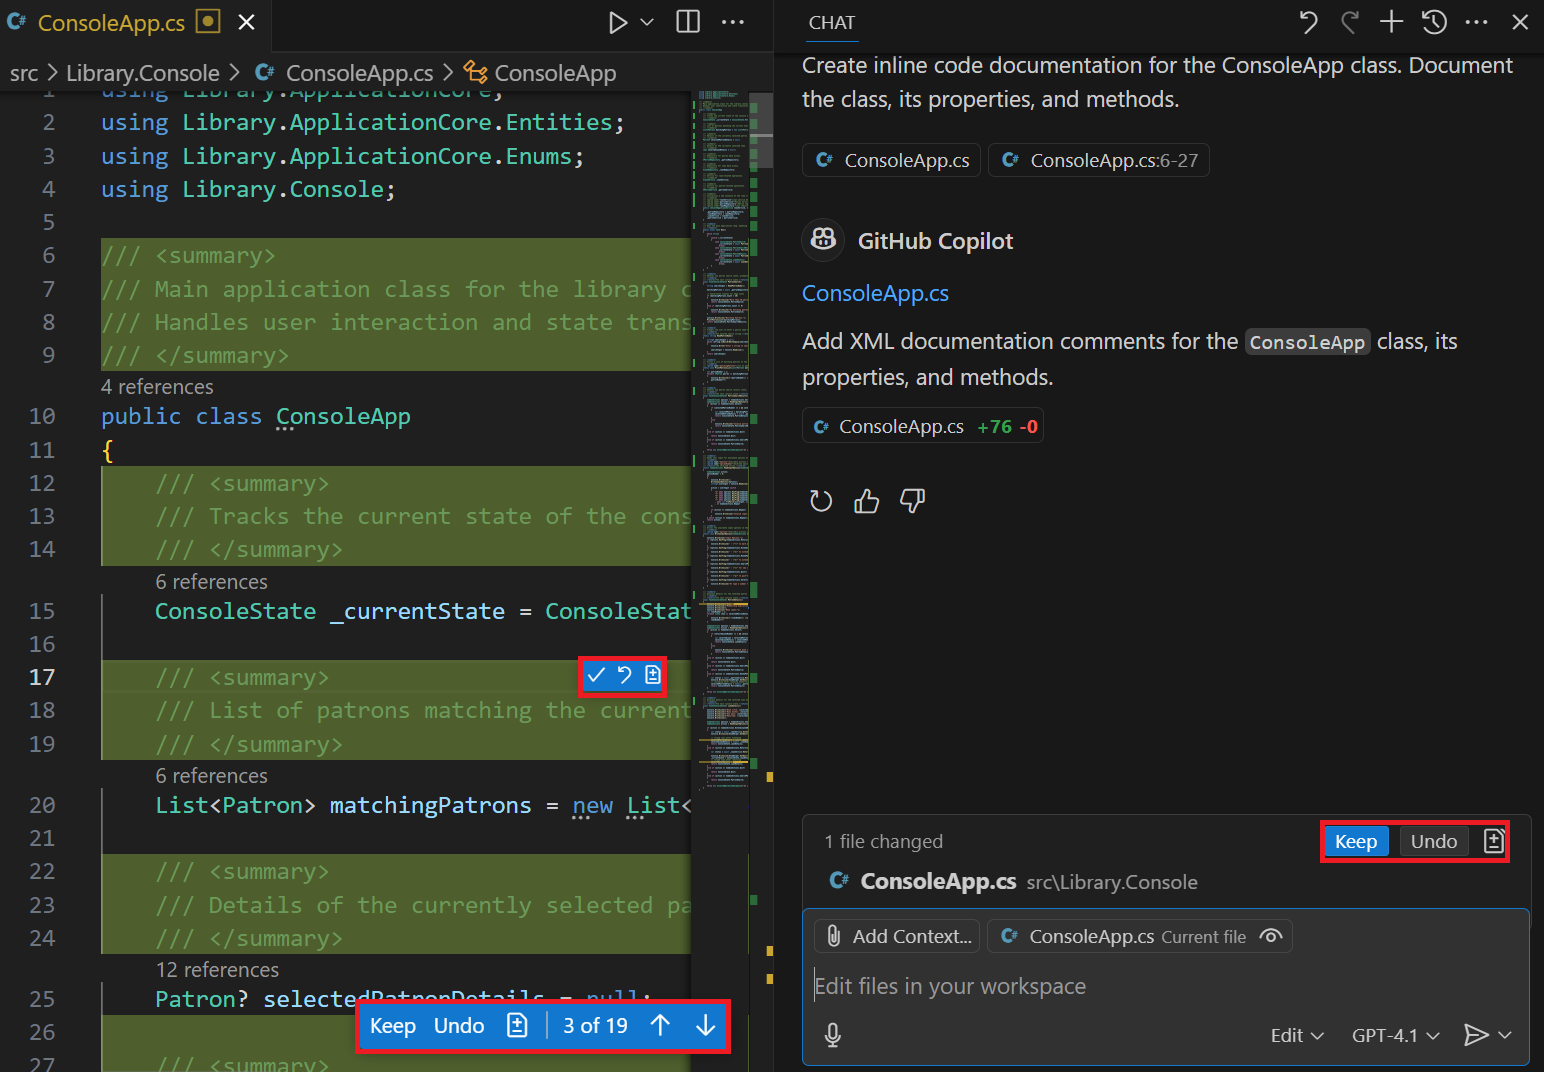 ConsoleApp.cs
src > Library.Console > ConsoleApp.cs > ConsoleApp
1 using Library.ApplicationCore;
2 using Library.ApplicationCore.Entities;
3 using Library.ApplicationCore.Enums;
4 using Library.Console;
5
6 /// <summary>
7 /// Main application class for the library c
8 /// Handles user interaction and state trans
9 /// </summary>
4 references
10 public class ConsoleApp
11 {
12 /// <summary>
13 /// Tracks the current state of the cons
14 /// </summary>
6 references
15 ConsoleState _currentState = ConsoleStat
16
17 /// <summary>
18 /// List of patrons matching the current
19 /// </summary>
6 references
20 List<Patron> matchingPatrons = new List<
21
22 /// <summary>
23 /// Details of the currently selected pa
24 /// </summary>
12 references
25 Patron? selectedPatronDetails = null;
26
27 /// <summary>
Keep Undo 3 of 19
CHAT
Create inline code documentation for the ConsoleApp class. Document
the class, its properties, and methods.
ConsoleApp.cs ConsoleApp.cs:6-27
GitHub Copilot
ConsoleApp.cs
Add XML documentation comments for the ConsoleApp class, its
properties, and methods.
ConsoleApp.cs +76 -0
1 file changed Keep Undo
ConsoleApp.cs src\Library.Console
Add Context... ConsoleApp.cs Current file
Edit files in your workspace
Edit GPT-4.1